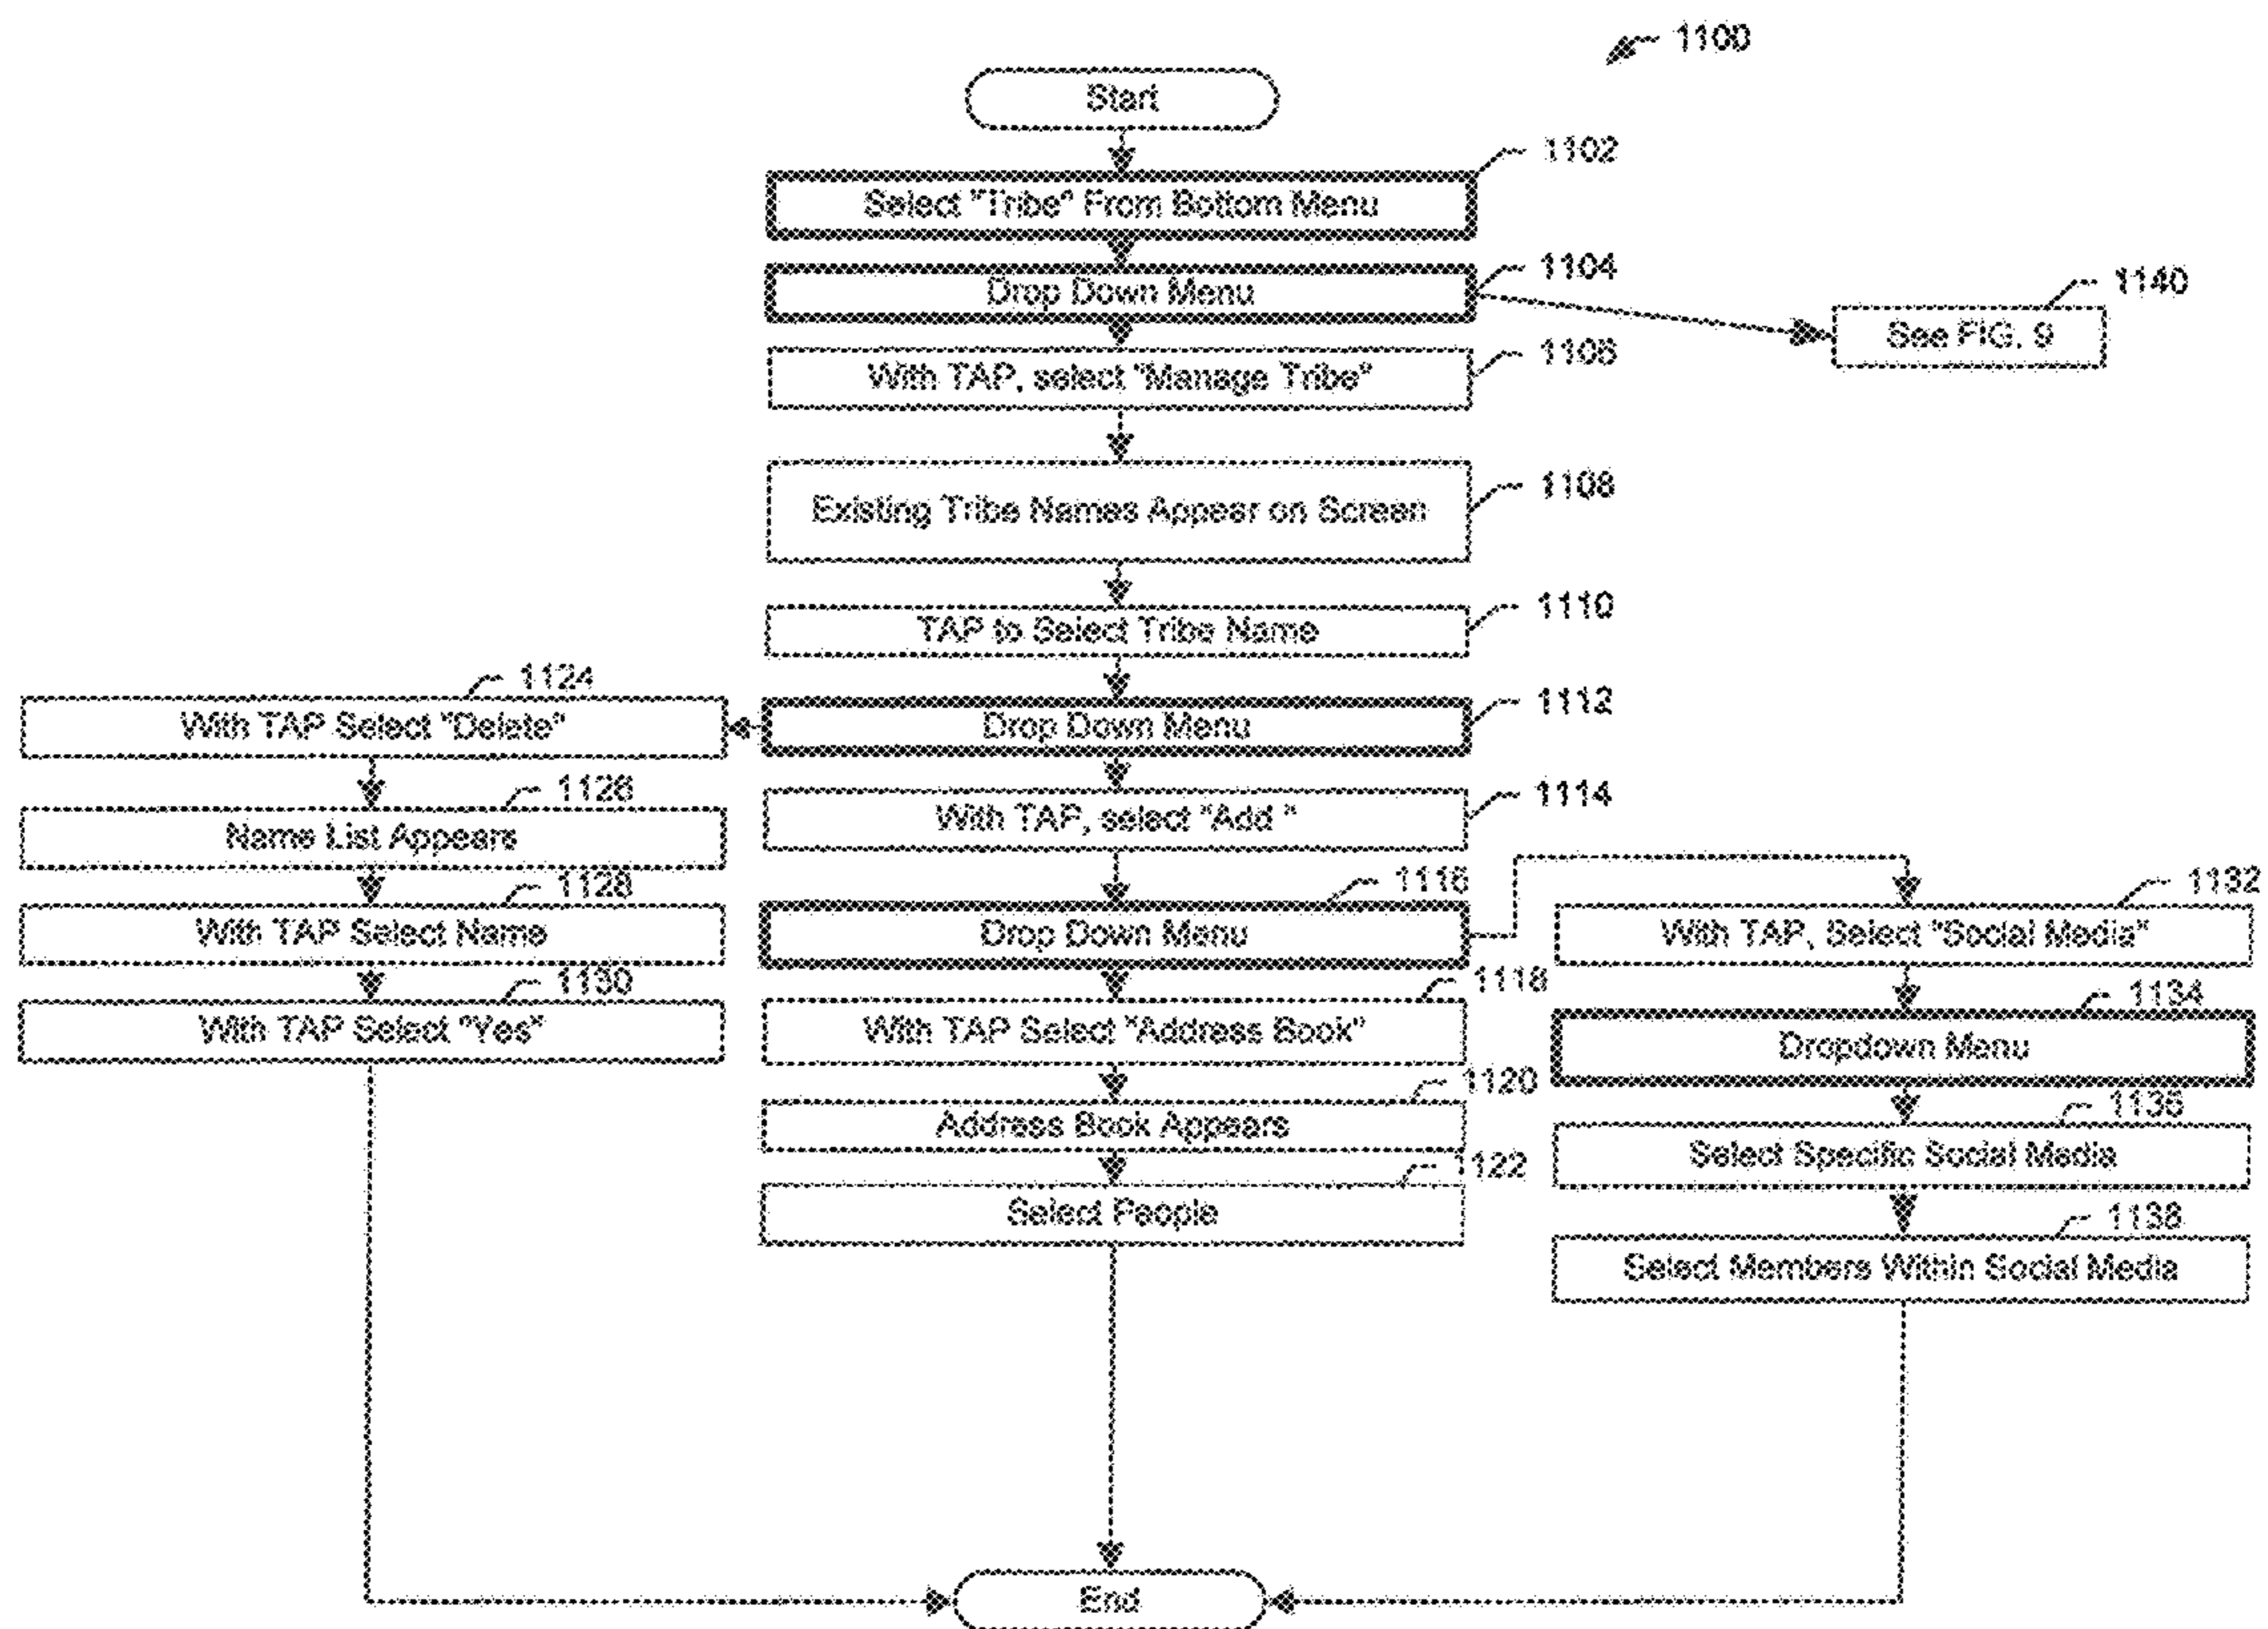 1100
Start
1102
Select "Tribe" From Bottom Menu
1104
Drop Down Menu
1140
See FIG. 9
1106
With TAP, select "Manage Tribe"
1108
Existing Tribe Names Appear on Screen
1110
TAP to Select Tribe Name
1112
Drop Down Menu
1124
With TAP Select "Delete"
1114
With TAP, select "Add "
1126
Name List Appears
1116
Drop Down Menu
1128
With TAP Select Name
1132
With TAP, Select "Social Media"
1130
With TAP Select "Yes"
1118
With TAP Select "Address Book"
1134
Dropdown Menu
1120
Address Book Appears
1136
Select Specific Social Media
1122
Select People
1138
Select Members Within Social Media
End